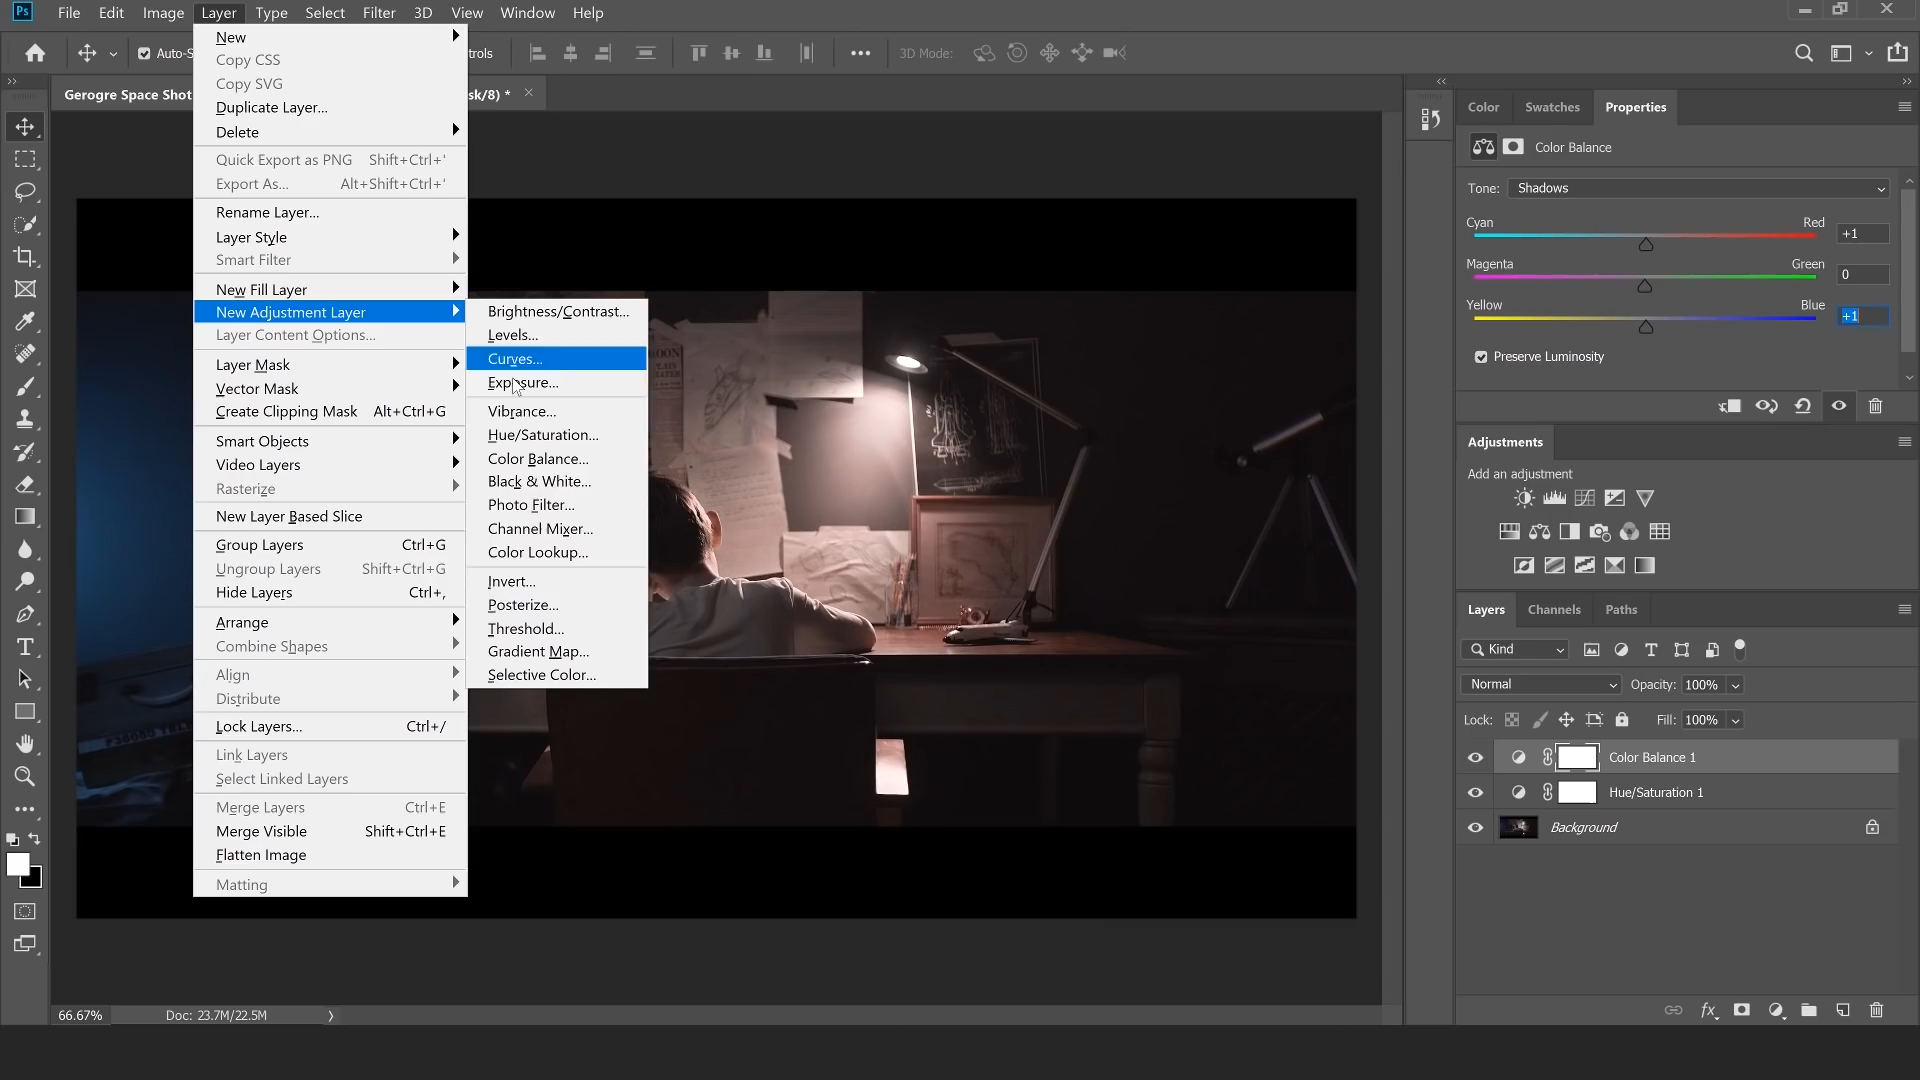 Ps File Edit Image Layer Type Select Filter 3D View Window Help
Auto-S
trols
3D Mode:
Gerogre Space Shot
sk/8) *
New
Copy CSS
Copy SVG
Duplicate Layer...
Delete
Quick Export as PNG Shift+Ctrl+'
Export As... Alt+Shift+Ctrl+'
Rename Layer...
Layer Style
Smart Filter
New Fill Layer
New Adjustment Layer
Layer Content Options...
Layer Mask
Vector Mask
Create Clipping Mask Alt+Ctrl+G
Smart Objects
Video Layers
Rasterize
New Layer Based Slice
Group Layers Ctrl+G
Ungroup Layers Shift+Ctrl+G
Hide Layers Ctrl+,
Arrange
Combine Shapes
Align
Distribute
Lock Layers... Ctrl+/
Link Layers
Select Linked Layers
Merge Layers Ctrl+E
Merge Visible Shift+Ctrl+E
Flatten Image
Matting
Brightness/Contrast...
Levels...
Curves...
Exposure...
Vibrance...
Hue/Saturation...
Color Balance...
Black & White...
Photo Filter...
Channel Mixer...
Color Lookup...
Invert...
Posterize...
Threshold...
Gradient Map...
Selective Color...
66.67% Doc: 23.7M/22.5M
Color Swatches Properties
Color Balance
Tone: Shadows
Cyan Red +1
Magenta Green 0
Yellow Blue +1
Preserve Luminosity
Adjustments
Add an adjustment
Layers Channels Paths
Kind
Normal Opacity: 100%
Lock: Fill: 100%
Color Balance 1
Hue/Saturation 1
Background